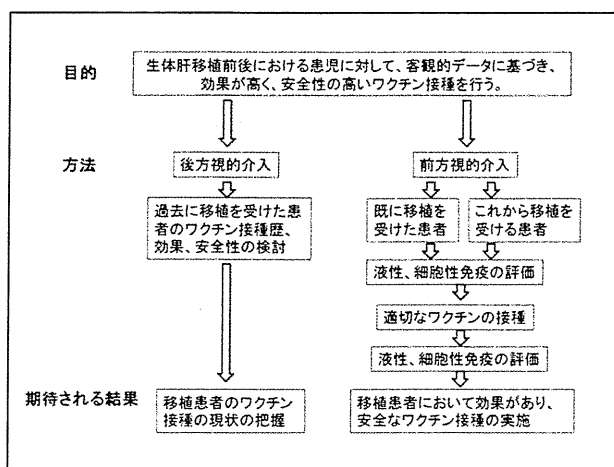 目的
生体肝移植前後における患児に対して、客観的データに基づき、
効果が高く、安全性の高いワクチン接種を行う。
方法
後方視的介入
前方視的介入
過去に移植を受けた患
者のワクチン接種歴、
効果、安全性の検討
既に移植を
受けた患者
これから移植を
受ける患者
液性、細胞性免疫の評価
適切なワクチンの接種
液性、細胞性免疫の評価
期待される結果
移植患者のワクチン
接種の現状の把握
移植患者において効果があり、
安全なワクチン接種の実施